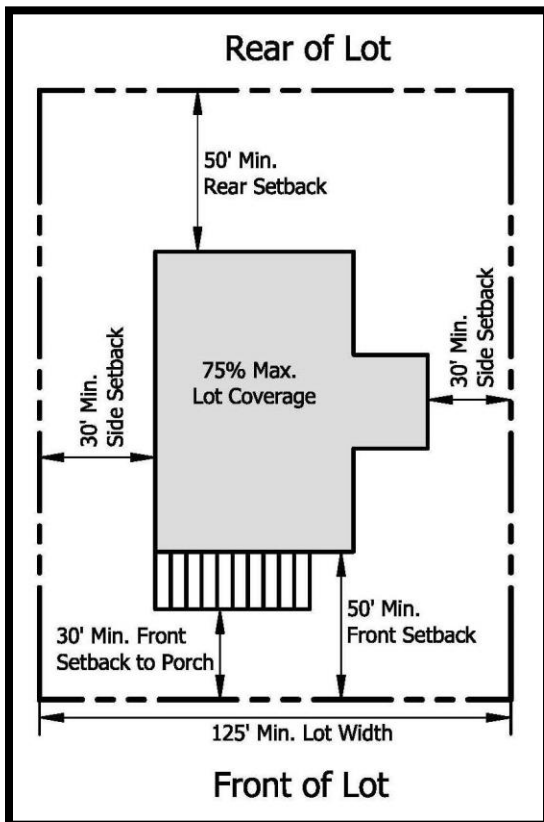 Rear of Lot
50' Min.
Rear Setback
75% Max.
Lot Coverage
30' Min.
Side Setback
30' Min.
Side Setback
30' Min. Front
Setback to Porch
50' Min.
Front Setback
125' Min. Lot Width
Front of Lot